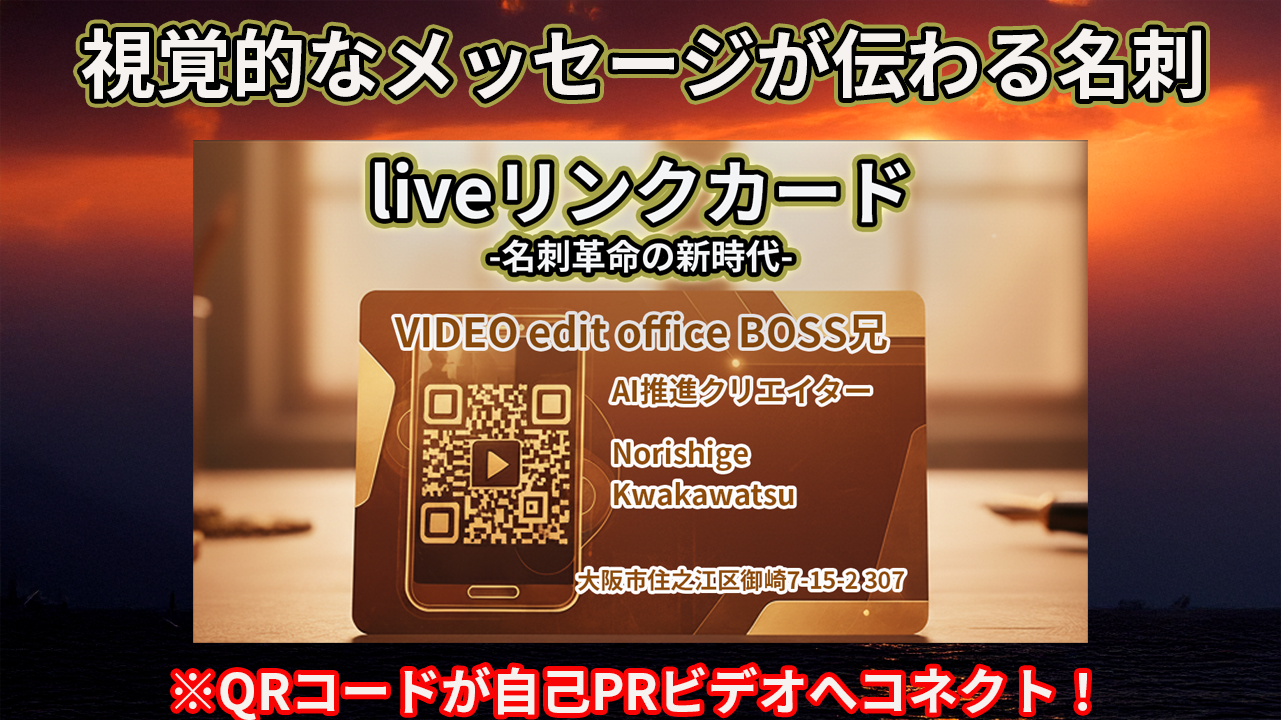 視覚的なメッセージが伝わる名刺
liveリンクカード
-名刺革命の新時代-
VIDEO edit office BOSS兄
AI推進クリエイター
Norishige
Kwakawatsu
大阪市住之江区御崎7-15-2 307
※QRコードが自己PRビデオへコネクト！